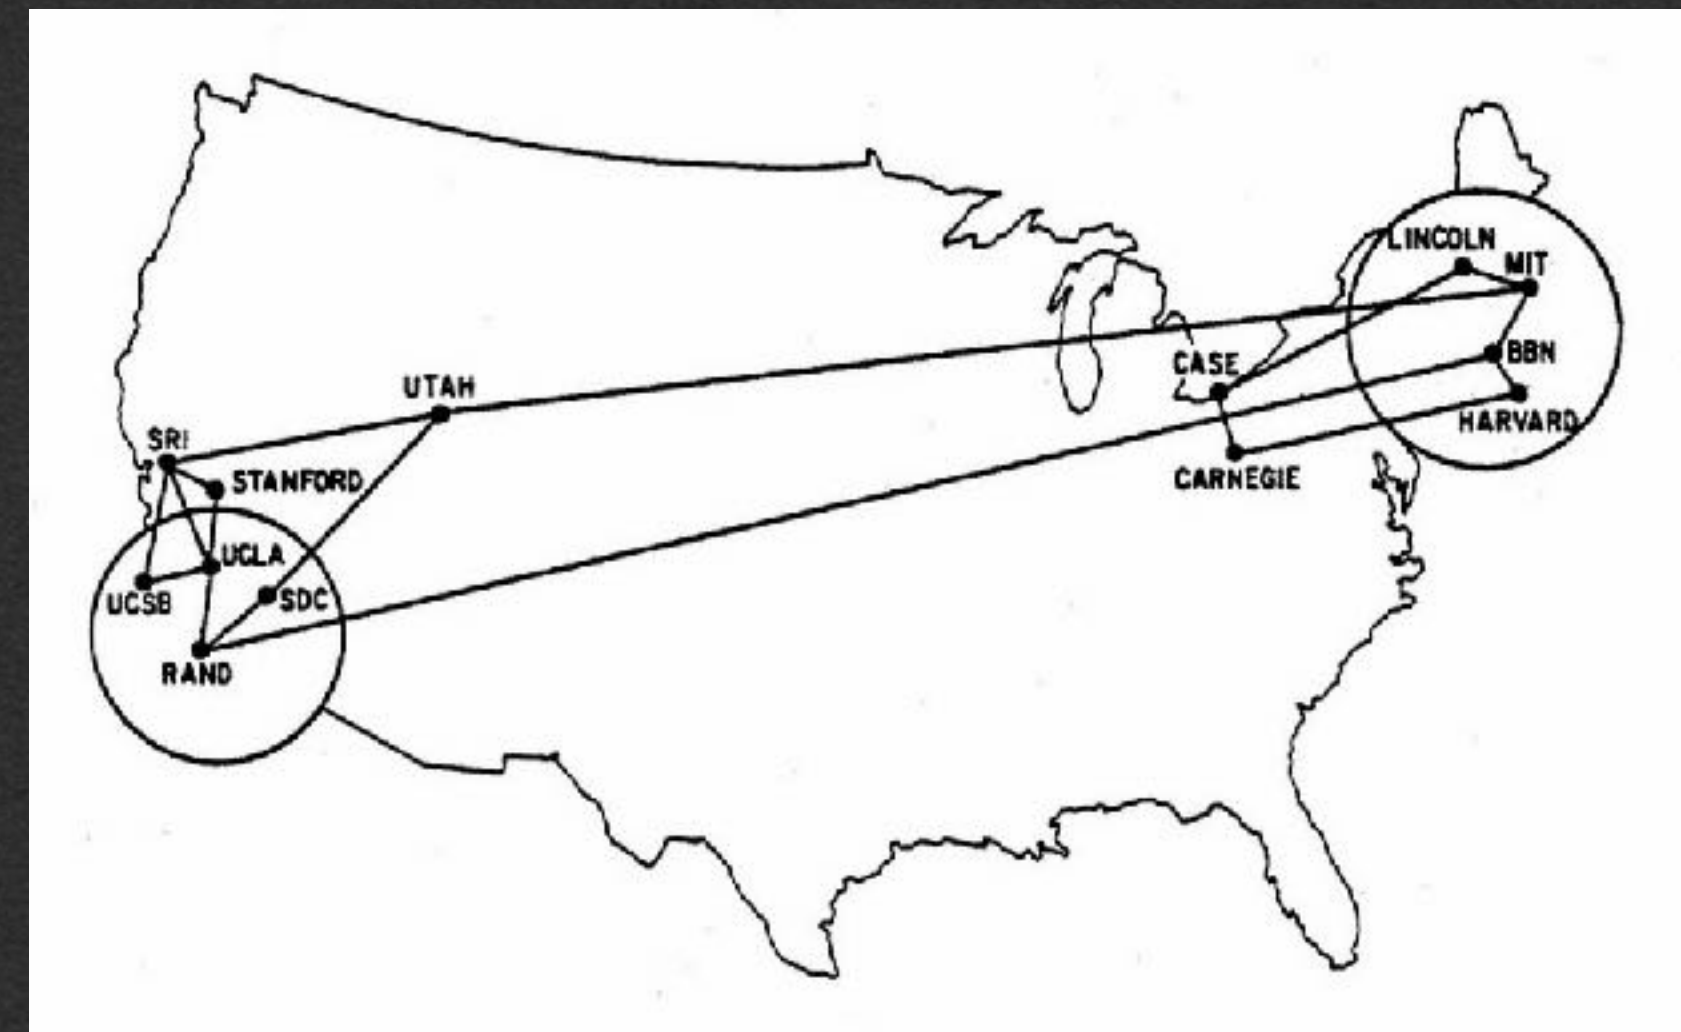 LINCOLN
MIT
BBN
CASE
HARVARD
CARNEGIE
UTAH
SRI
STANFORD
UCLA
UCSB
SDC
RAND